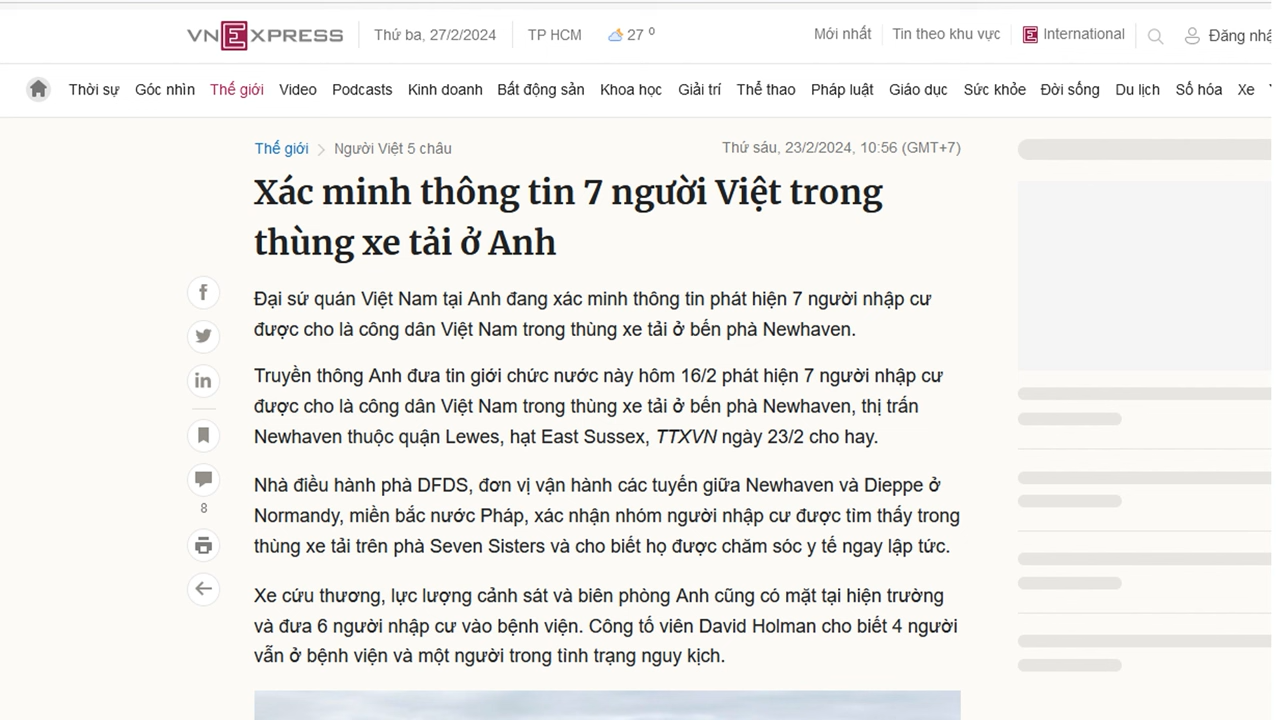 VNEXPRESS Thứ ba, 27/2/2024 TP HCM 27° Mới nhất Tin theo khu vực E International
Thời sự Góc nhìn Thế giới Video Podcasts Kinh doanh Bất động sản Khoa học Giải trí Thể thao Pháp luật Giáo dục Sức khỏe Đời sống Du lịch Số hóa Xe
Thế giới > Người Việt 5 châu Thứ sáu, 23/2/2024, 10:56 (GMT+7)
Xác minh thông tin 7 người Việt trong
thùng xe tải ở Anh
Đại sứ quán Việt Nam tại Anh đang xác minh thông tin phát hiện 7 người nhập cư
được cho là công dân Việt Nam trong thùng xe tải ở bến phà Newhaven.
Truyền thông Anh đưa tin giới chức nước này hôm 16/2 phát hiện 7 người nhập cư
được cho là công dân Việt Nam trong thùng xe tải ở bến phà Newhaven, thị trấn
Newhaven thuộc quận Lewes, hạt East Sussex, TTXVN ngày 23/2 cho hay.
Nhà điều hành phà DFDS, đơn vị vận hành các tuyến giữa Newhaven và Dieppe ở
8
Normandy, miền bắc nước Pháp, xác nhận nhóm người nhập cư được tìm thấy trong
thùng xe tải trên phà Seven Sisters và cho biết họ được chăm sóc y tế ngay lập tức.
Xe cứu thương, lực lượng cảnh sát và biên phòng Anh cũng có mặt tại hiện trường
và đưa 6 người nhập cư vào bệnh viện. Công tố viên David Holman cho biết 4 người
vẫn ở bệnh viện và một người trong tình trạng nguy kịch.